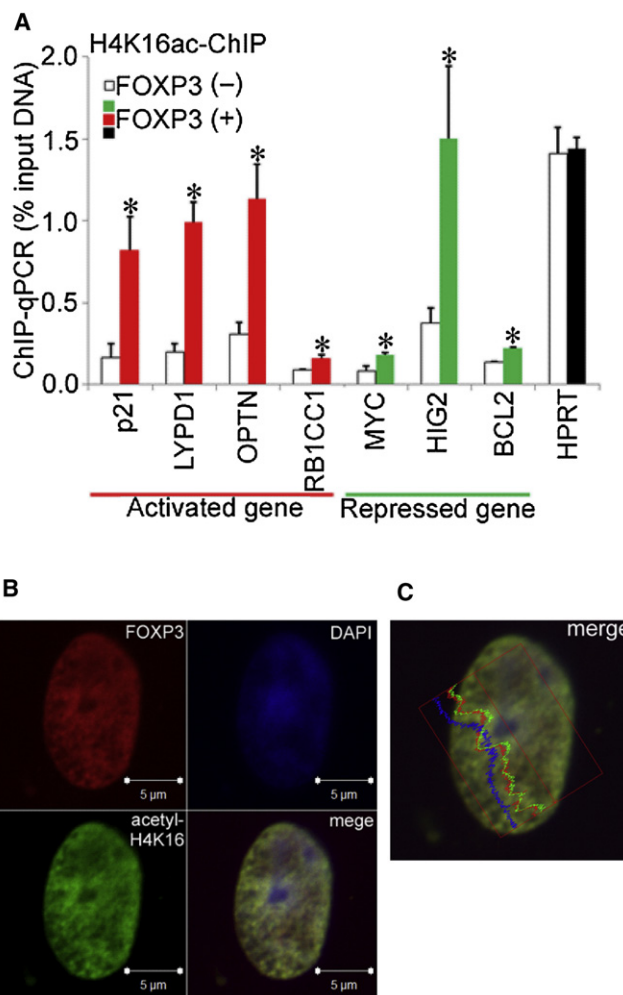 A
H4K16ac-ChIP
FOXP3 (−)
FOXP3 (+)
ChIP-qPCR (% input DNA)
2.0
1.5
1.0
0.5
0.0
* * * * * * *
p21
LYPD1
OPTN
RB1CC1
MYC
HIG2
BCL2
HPRT
Activated gene
Repressed gene
B
FOXP3
5 µm
DAPI
5 µm
acetyl-
H4K16
5 µm
mege
5 µm
C
merge